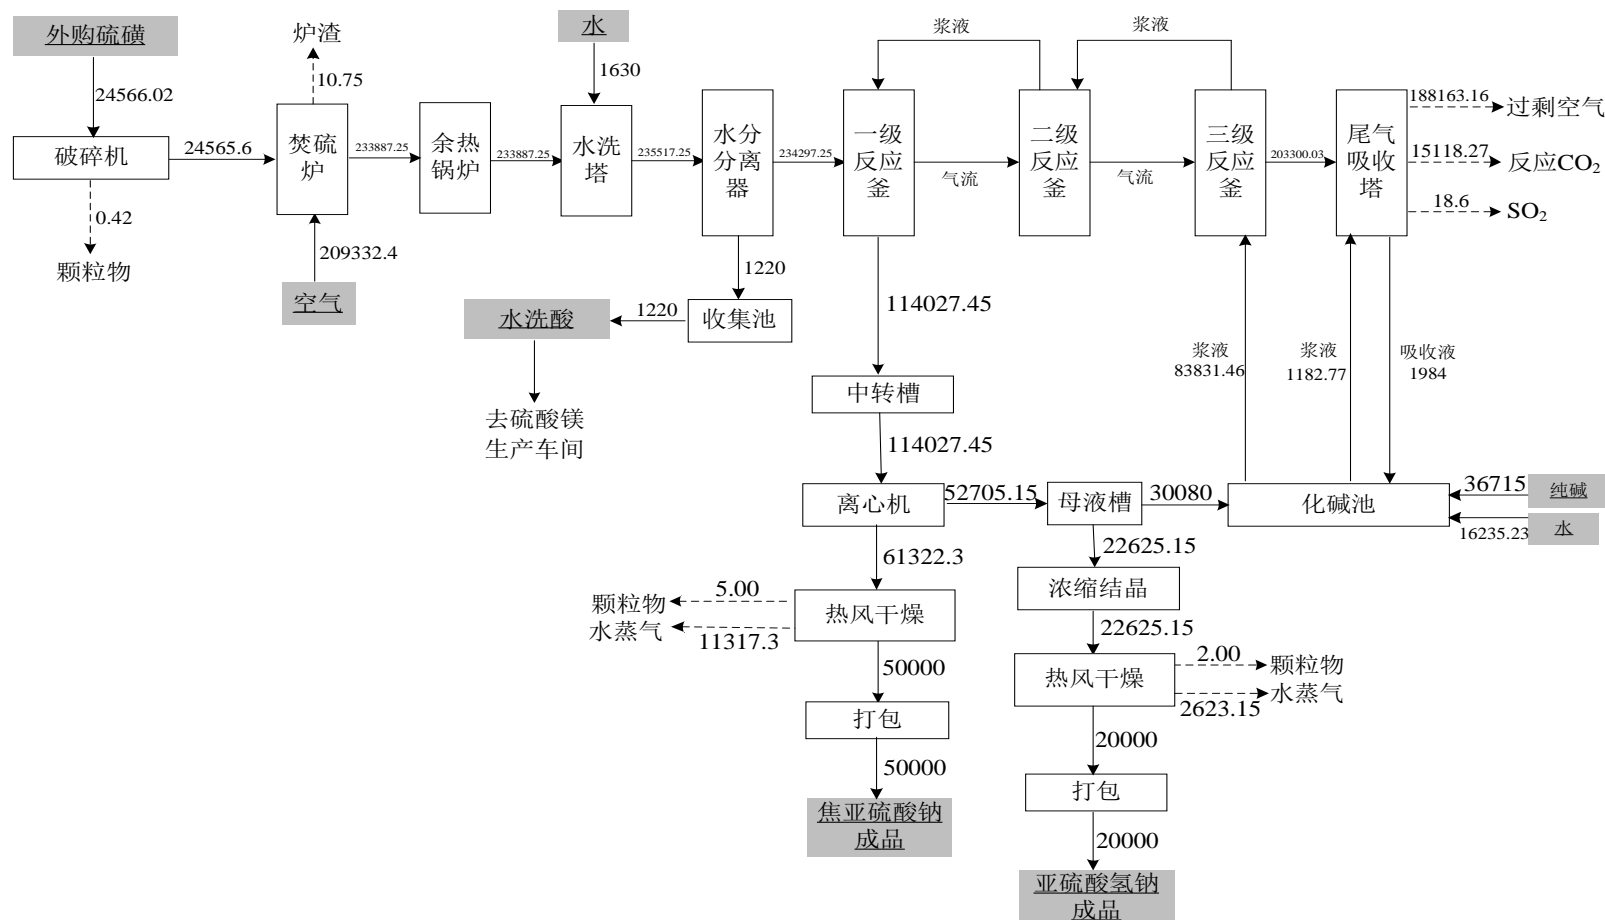 外购硫磺
24566.02
破碎机
0.42
颗粒物
24565.6
炉渣
10.75
焚硫
炉
209332.4
空气
233887.25
余热
锅炉
233887.25
水
1630
水洗
塔
235517.25
水分
分离
器
1220
收集池
1220
水洗酸
去硫酸镁
生产车间
234297.25
一级
反应
釜
浆液
气流
二级
反应
釜
浆液
气流
三级
反应
釜
203300.03
尾气
吸收
塔
188163.16
过剩空气
15118.27
反应CO₂
18.6
SO₂
114027.45
中转槽
114027.45
离心机
52705.15
母液槽
30080
化碱池
浆液
83831.46
浆液
1182.77
吸收液
1984
36715
纯碱
16235.23
水
61322.3
热风干燥
5.00
颗粒物
水蒸气
11317.3
50000
打包
50000
焦亚硫酸钠
成品
22625.15
浓缩结晶
22625.15
热风干燥
2.00
颗粒物
水蒸气
2623.15
20000
打包
20000
亚硫酸氢钠
成品